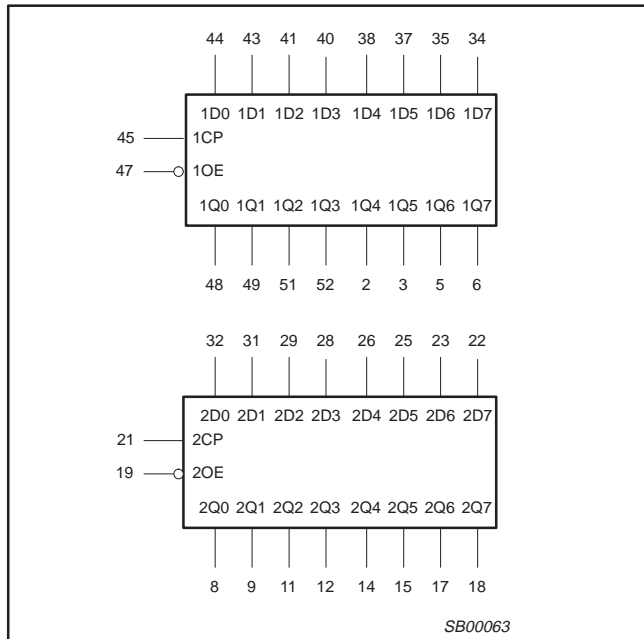 44 43 41 40 38 37 35 34
1D0 1D1 1D2 1D3 1D4 1D5 1D6 1D7
45 1CP
47 1OE
1Q0 1Q1 1Q2 1Q3 1Q4 1Q5 1Q6 1Q7
48 49 51 52 2 3 5 6
32 31 29 28 26 25 23 22
2D0 2D1 2D2 2D3 2D4 2D5 2D6 2D7
21 2CP
19 2OE
2Q0 2Q1 2Q2 2Q3 2Q4 2Q5 2Q6 2Q7
8 9 11 12 14 15 17 18
SB00063